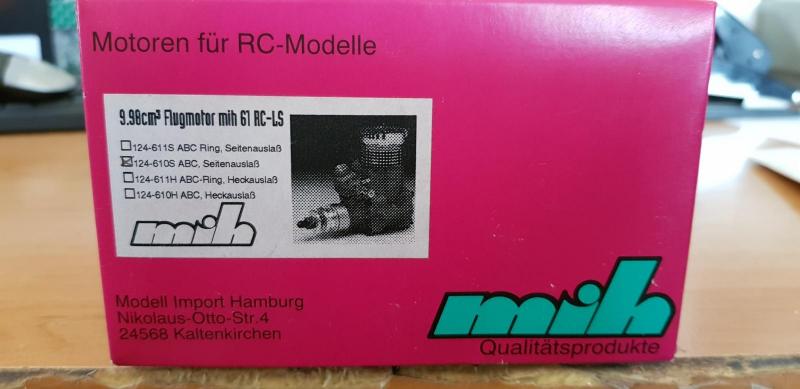 Motoren für RC-Modelle
9.98cm³ Flugmotor mih 61 RC-LS
124-611S ABC Ring, Seitenauslaß
124-610S ABC, Seitenauslaß
124-611H ABC-Ring, Heckauslaß
124-610H ABC, Heckauslaß
mih
Modell Import Hamburg
Nikolaus-Otto-Str.4
24568 Kaltenkirchen
mih
Qualitätsprodukte